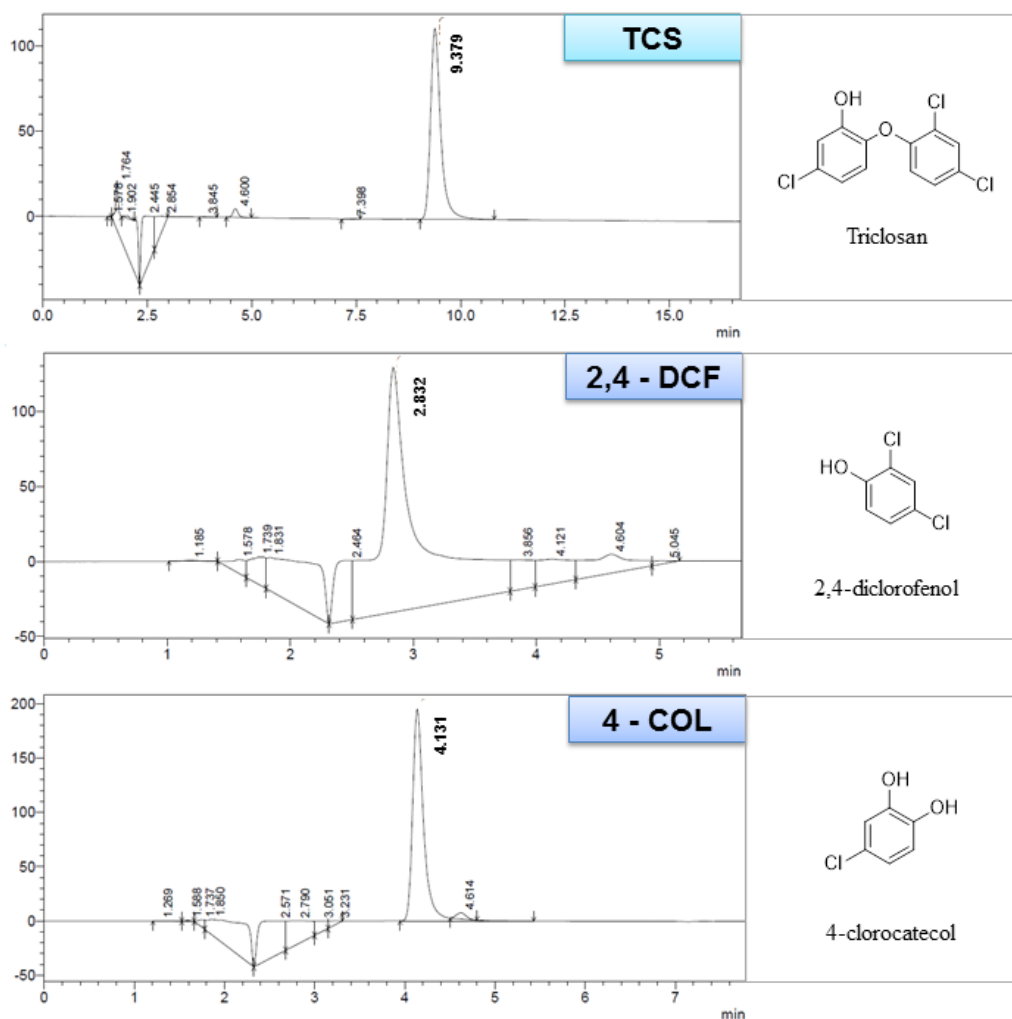 TCS
100
50
0
1.578
1.764
1.902
2.445
2.854
3.845
4.600
7.398
9.379
0.0 2.5 5.0 7.5 10.0 12.5 15.0
min
OH
O
Cl
Cl
Cl
Triclosan
2,4 - DCF
100
50
0
-50
1.185
1.578
1.739
1.831
2.464
2.832
3.856
4.121
4.604
5.045
0 1 2 3 4 5
min
HO
Cl
Cl
2,4-diclorofenol
4 - COL
200
150
100
50
0
-50
1.269
1.588
1.737
1.850
2.571
2.790
3.051
3.231
4.131
4.614
0 1 2 3 4 5 6 7
min
OH
OH
Cl
4-clorocatecol